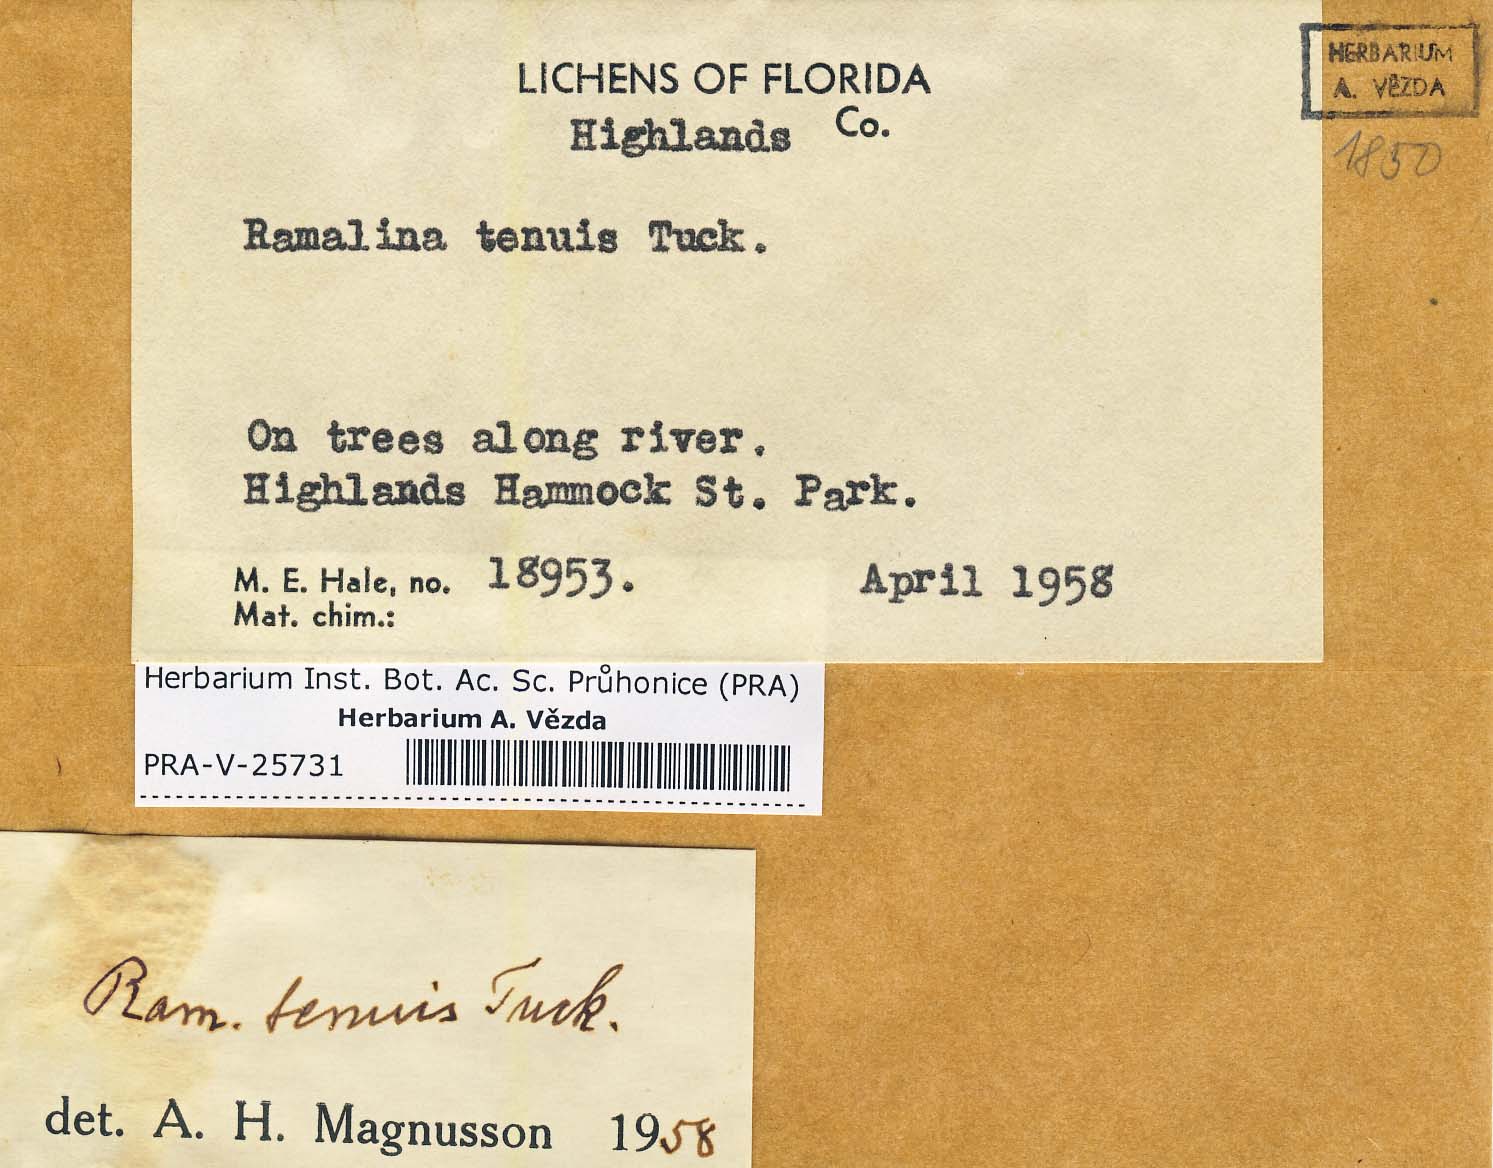 LICHENS OF FLORIDA
Highlands Co.
HERBARIUM
A. VĚZDA
1850
Ramalina tenuis Tuck.
On trees along river.
Highlands Hammock St. Park.
M. E. Hale, no. 18953. April 1958
Mat. chim.:
Herbarium Inst. Bot. Ac. Sc. Průhonice (PRA)
Herbarium A. Vězda
PRA-V-25731
Ram. tenuis Tuck.
det. A. H. Magnusson 1958